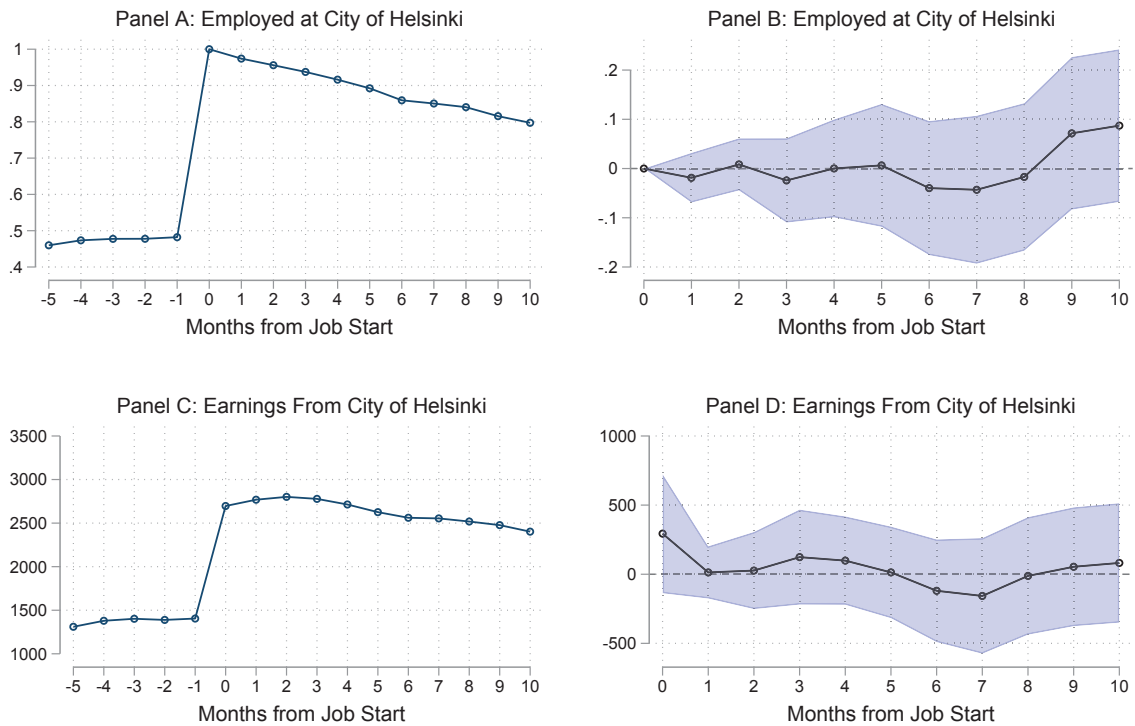 Panel A: Employed at City of Helsinki
1
.9
.8
.7
.6
.5
.4
-5 -4 -3 -2 -1 0 1 2 3 4 5 6 7 8 9 10
Months from Job Start
Panel B: Employed at City of Helsinki
.2
.1
0
-.1
-.2
0 1 2 3 4 5 6 7 8 9 10
Months from Job Start
Panel C: Earnings From City of Helsinki
3500
3000
2500
2000
1500
1000
-5 -4 -3 -2 -1 0 1 2 3 4 5 6 7 8 9 10
Months from Job Start
Panel D: Earnings From City of Helsinki
1000
500
0
-500
0 1 2 3 4 5 6 7 8 9 10
Months from Job Start